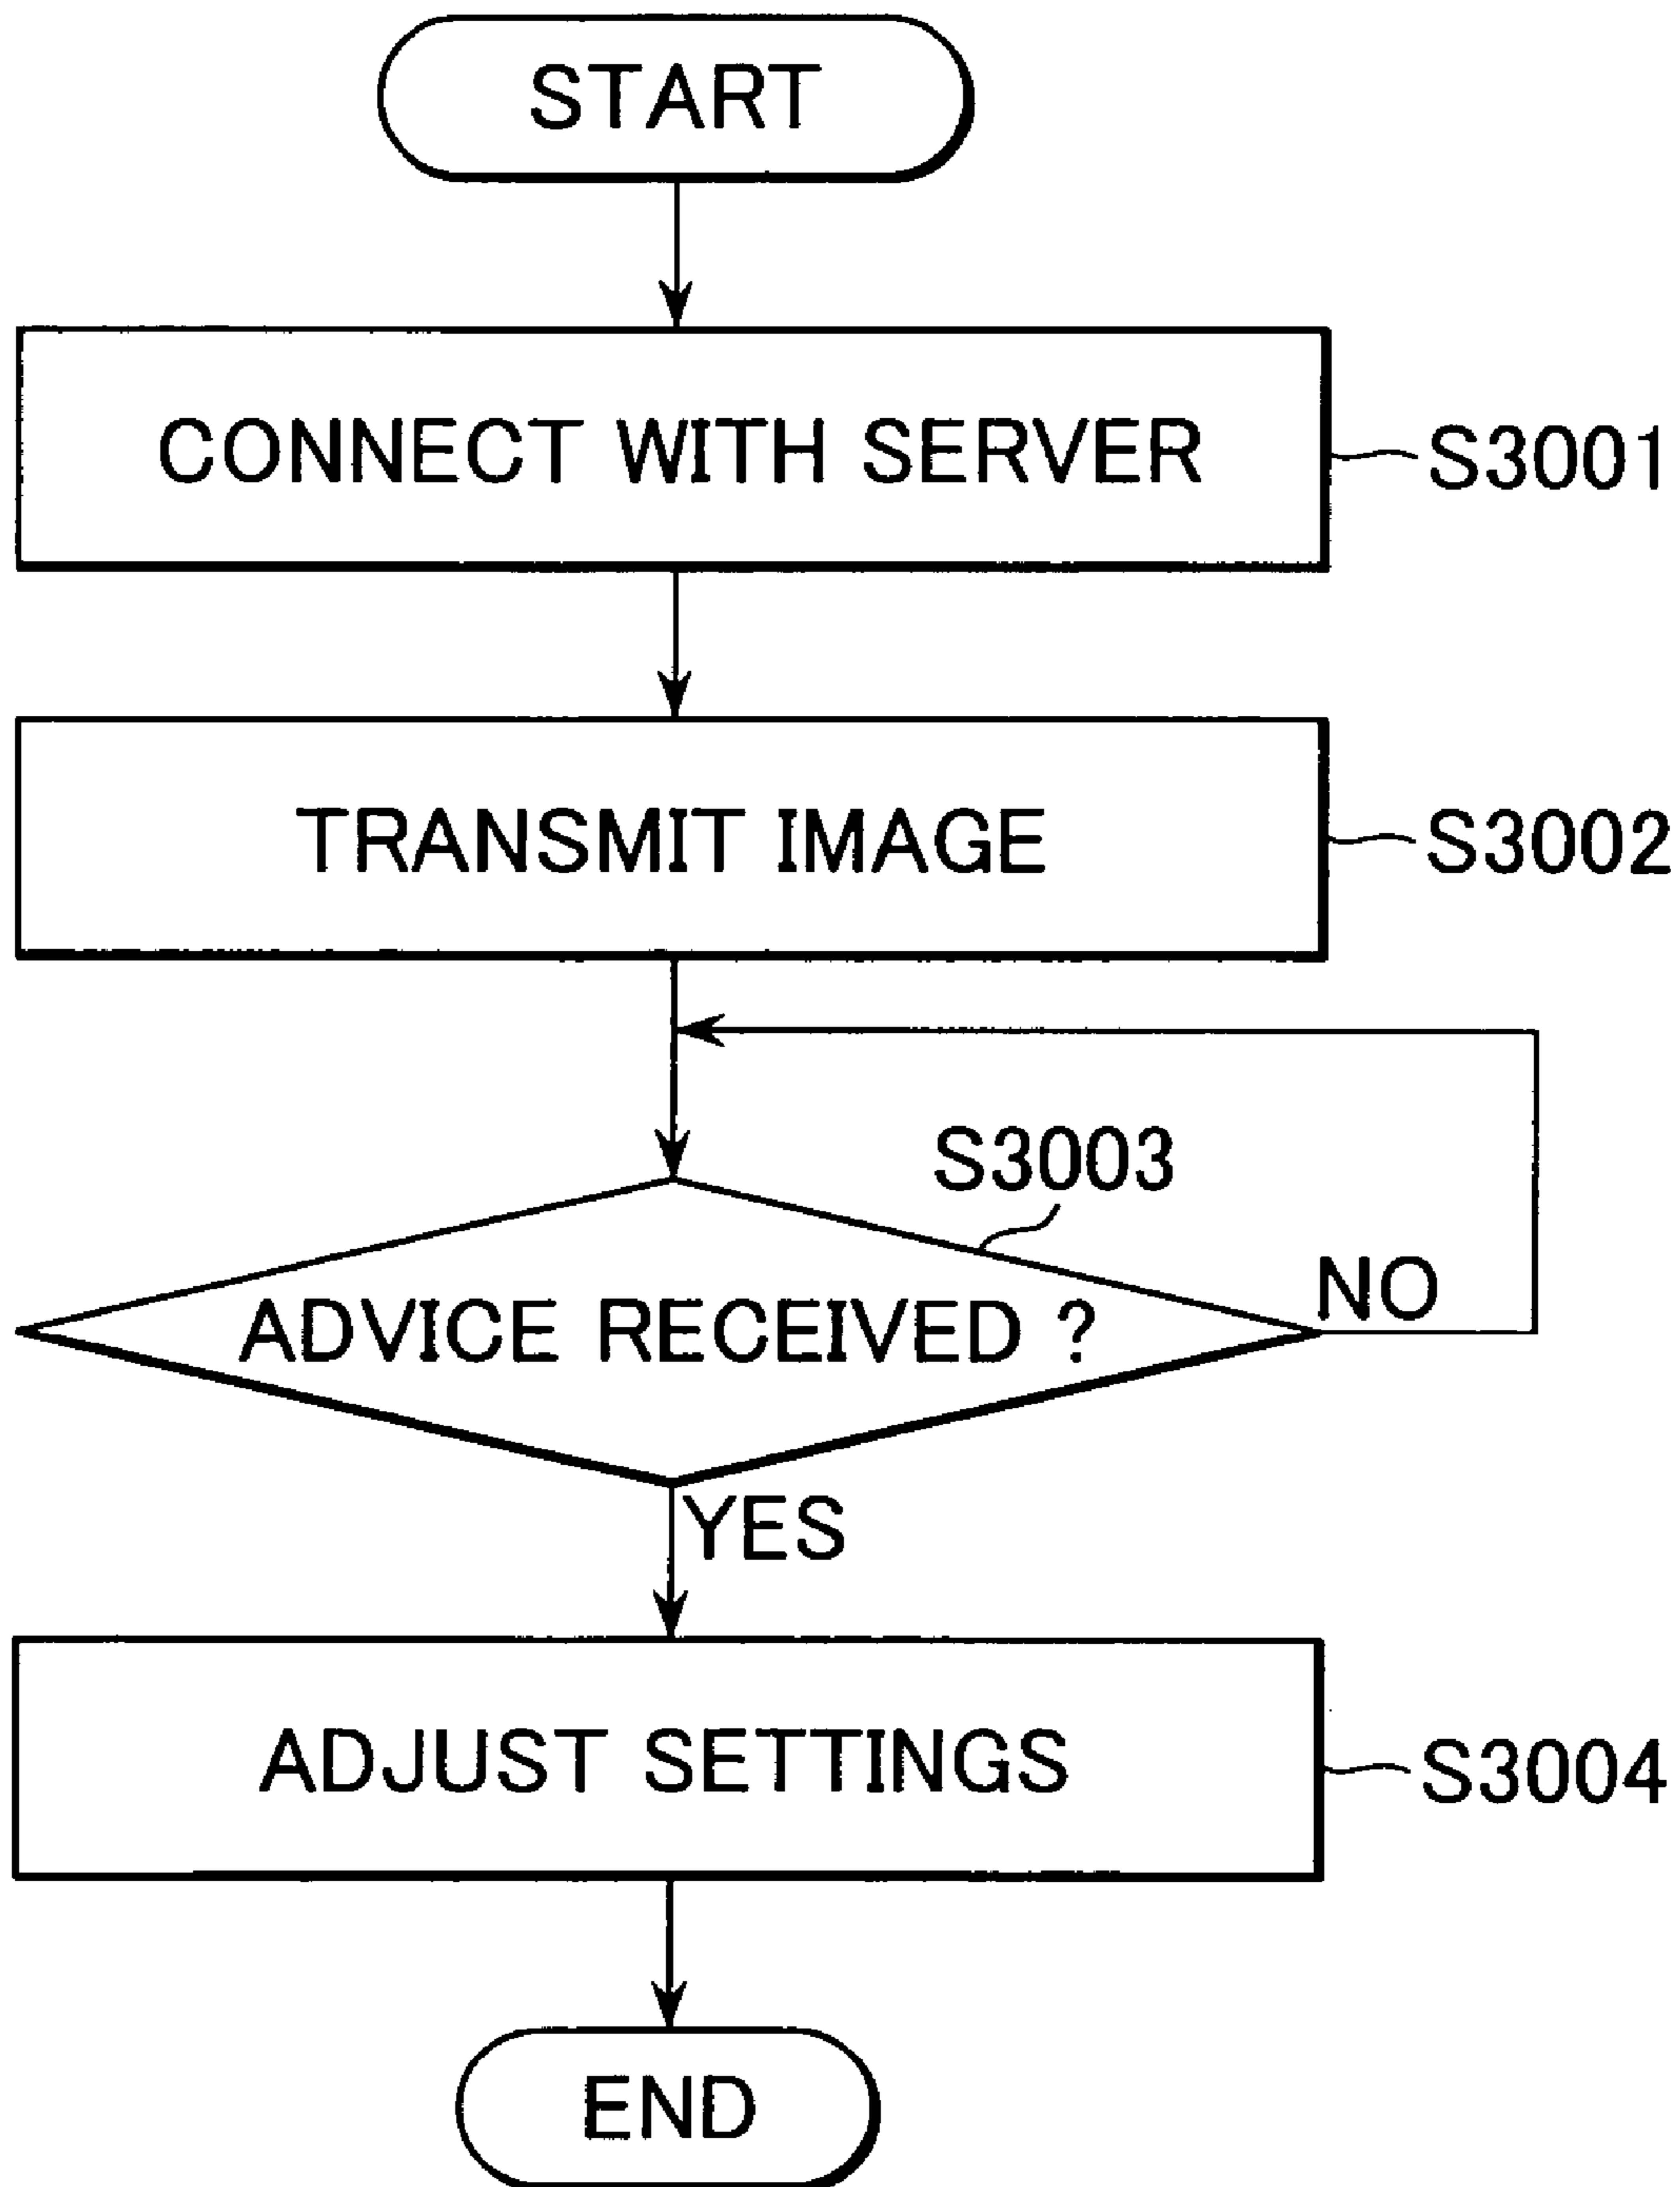 START
CONNECT WITH SERVER
S3001
TRANSMIT IMAGE
S3002
S3003
ADVICE RECEIVED ?
NO
YES
ADJUST SETTINGS
S3004
END